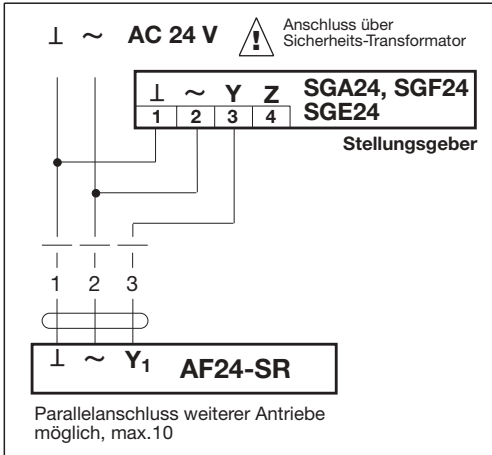 ⊥ ~ AC 24 V
Anschluss über
Sicherheits-Transformator
!
⊥ ~ Y Z
1 2 3 4
SGA24, SGF24
SGE24
Stellungsgeber
1 2 3
⊥ ~ Y₁ AF24-SR
Parallelanschluss weiterer Antriebe
möglich, max.10